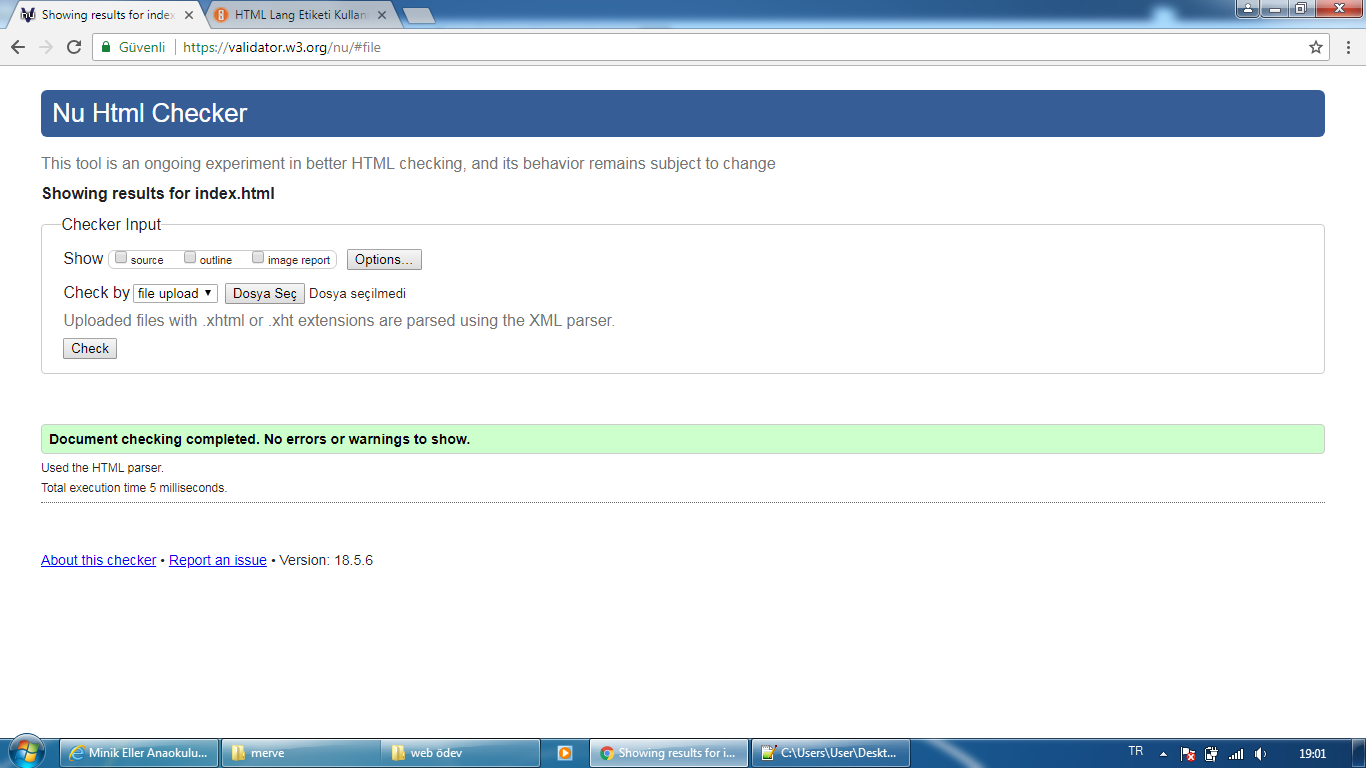 Showing results for index
HTML Lang Etiketi Kullanı
Güvenli
https://validator.w3.org/nu/#file
Nu Html Checker
This tool is an ongoing experiment in better HTML checking, and its behavior remains subject to change
Showing results for index.html
Checker Input
Show source outline image report Options...
Check by file upload Dosya Seç Dosya seçilmedi
Uploaded files with .xhtml or .xht extensions are parsed using the XML parser.
Check
Document checking completed. No errors or warnings to show.
Used the HTML parser.
Total execution time 5 milliseconds.
About this checker • Report an issue • Version: 18.5.6
Minik Eller Anaokulu... merve web ödev Showing results for i... C:\Users\User\Deskt... TR 19:01